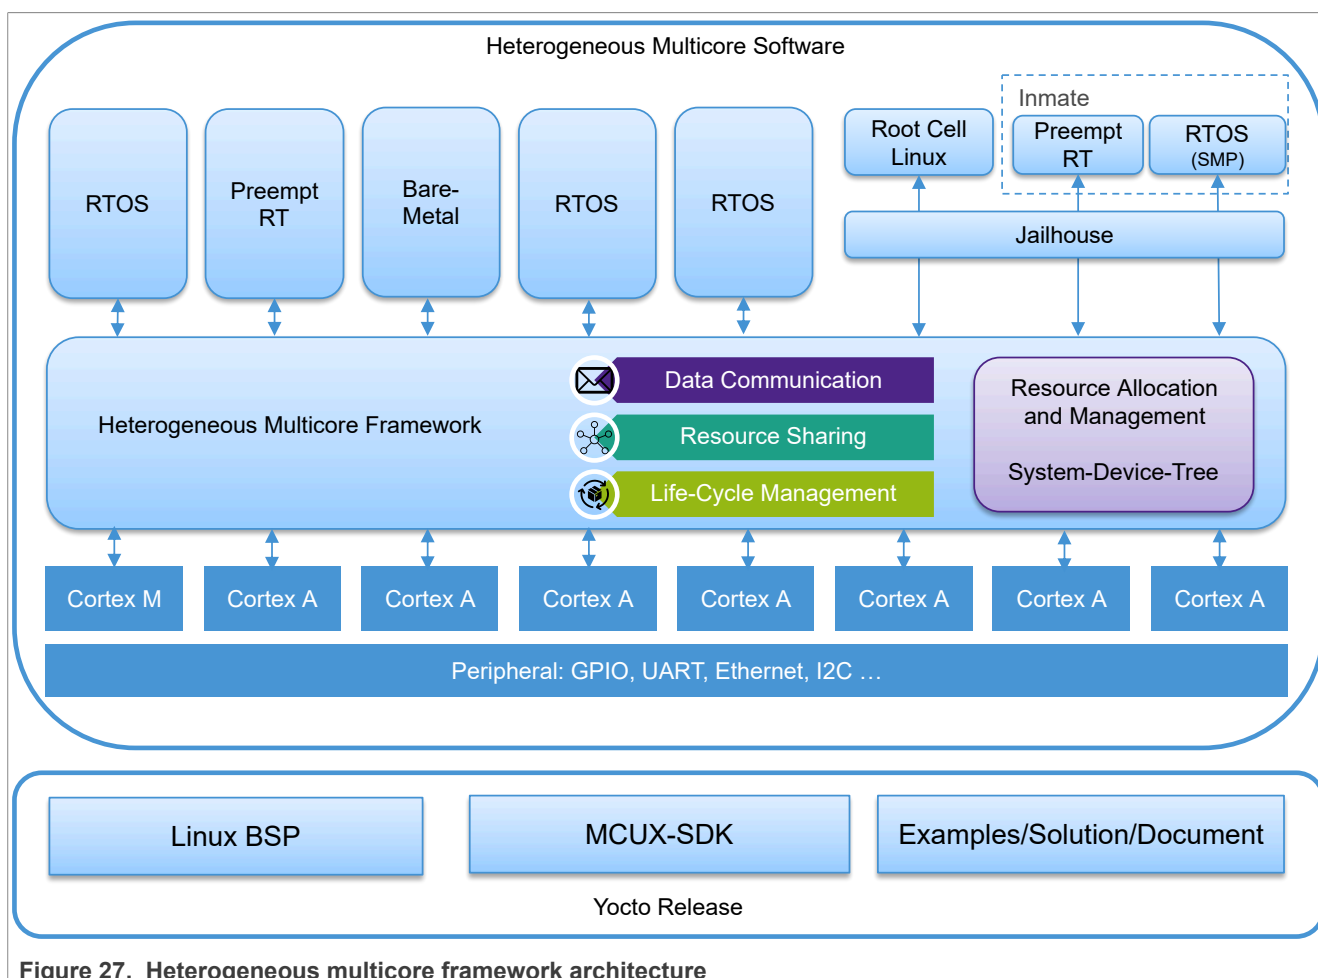 Heterogeneous Multicore Software
RTOS
Preempt
RT
Bare-
Metal
RTOS
RTOS
Root Cell
Linux
Inmate
Preempt
RT
RTOS
(SMP)
Jailhouse
Heterogeneous Multicore Framework
Data Communication
Resource Sharing
Life-Cycle Management
Resource Allocation
and Management
System-Device-Tree
Cortex M
Cortex A
Cortex A
Cortex A
Cortex A
Cortex A
Cortex A
Cortex A
Peripheral: GPIO, UART, Ethernet, I2C ...
Linux BSP
MCUX-SDK
Examples/Solution/Document
Yocto Release
Figure 27. Heterogeneous multicore framework architecture